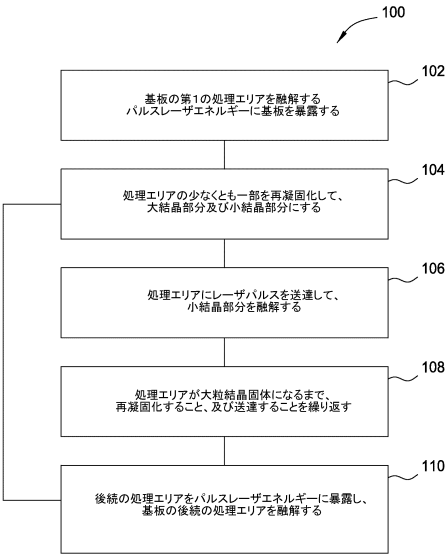 100
102
基板の第1の処理エリアを融解する
パルスレーザエネルギーに基板を暴露する
104
処理エリアの少なくとも一部を再凝固化して、
大結晶部分及び小結晶部分にする
106
処理エリアにレーザパルスを送達して、
小結晶部分を融解する
108
処理エリアが大粒結晶固体になるまで、
再凝固化すること、及び送達することを繰り返す
110
後続の処理エリアをパルスレーザエネルギーに暴露し、
基板の後続の処理エリアを融解する